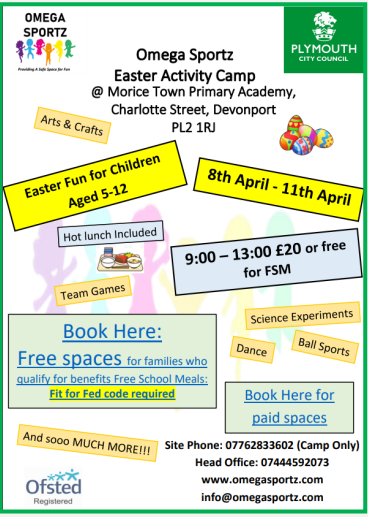 OMEGA
SPORTZ
Providing A Safe Space for Fun
PLYMOUTH
CITY COUNCIL
Omega Sportz
Easter Activity Camp
@ Morice Town Primary Academy,
Charlotte Street, Devonport
PL2 1RJ
Arts & Crafts
Easter Fun for Children
Aged 5-12
8th April - 11th April
Hot lunch Included
9:00 – 13:00 £20 or free
for FSM
Team Games
Science Experiments
Dance
Ball Sports
Book Here:
Free spaces for families who
qualify for benefits Free School Meals:
Fit for Fed code required
Book Here for
paid spaces
And sooo MUCH MORE!!!
Site Phone: 07762833602 (Camp Only)
Head Office: 07444592073
www.omegasportz.com
info@omegasportz.com
Ofsted
Registered